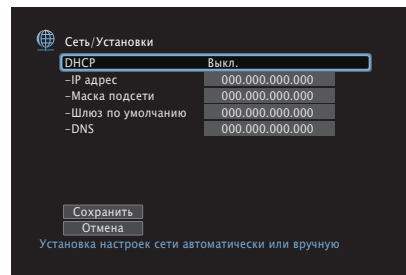 Сеть/Установки
DHCP Выкл.
–IP адрес 000.000.000.000
–Маска подсети 000.000.000.000
–Шлюз по умолчанию 000.000.000.000
–DNS 000.000.000.000
Сохранить
Отмена
Установка настроек сети автоматически или вручную